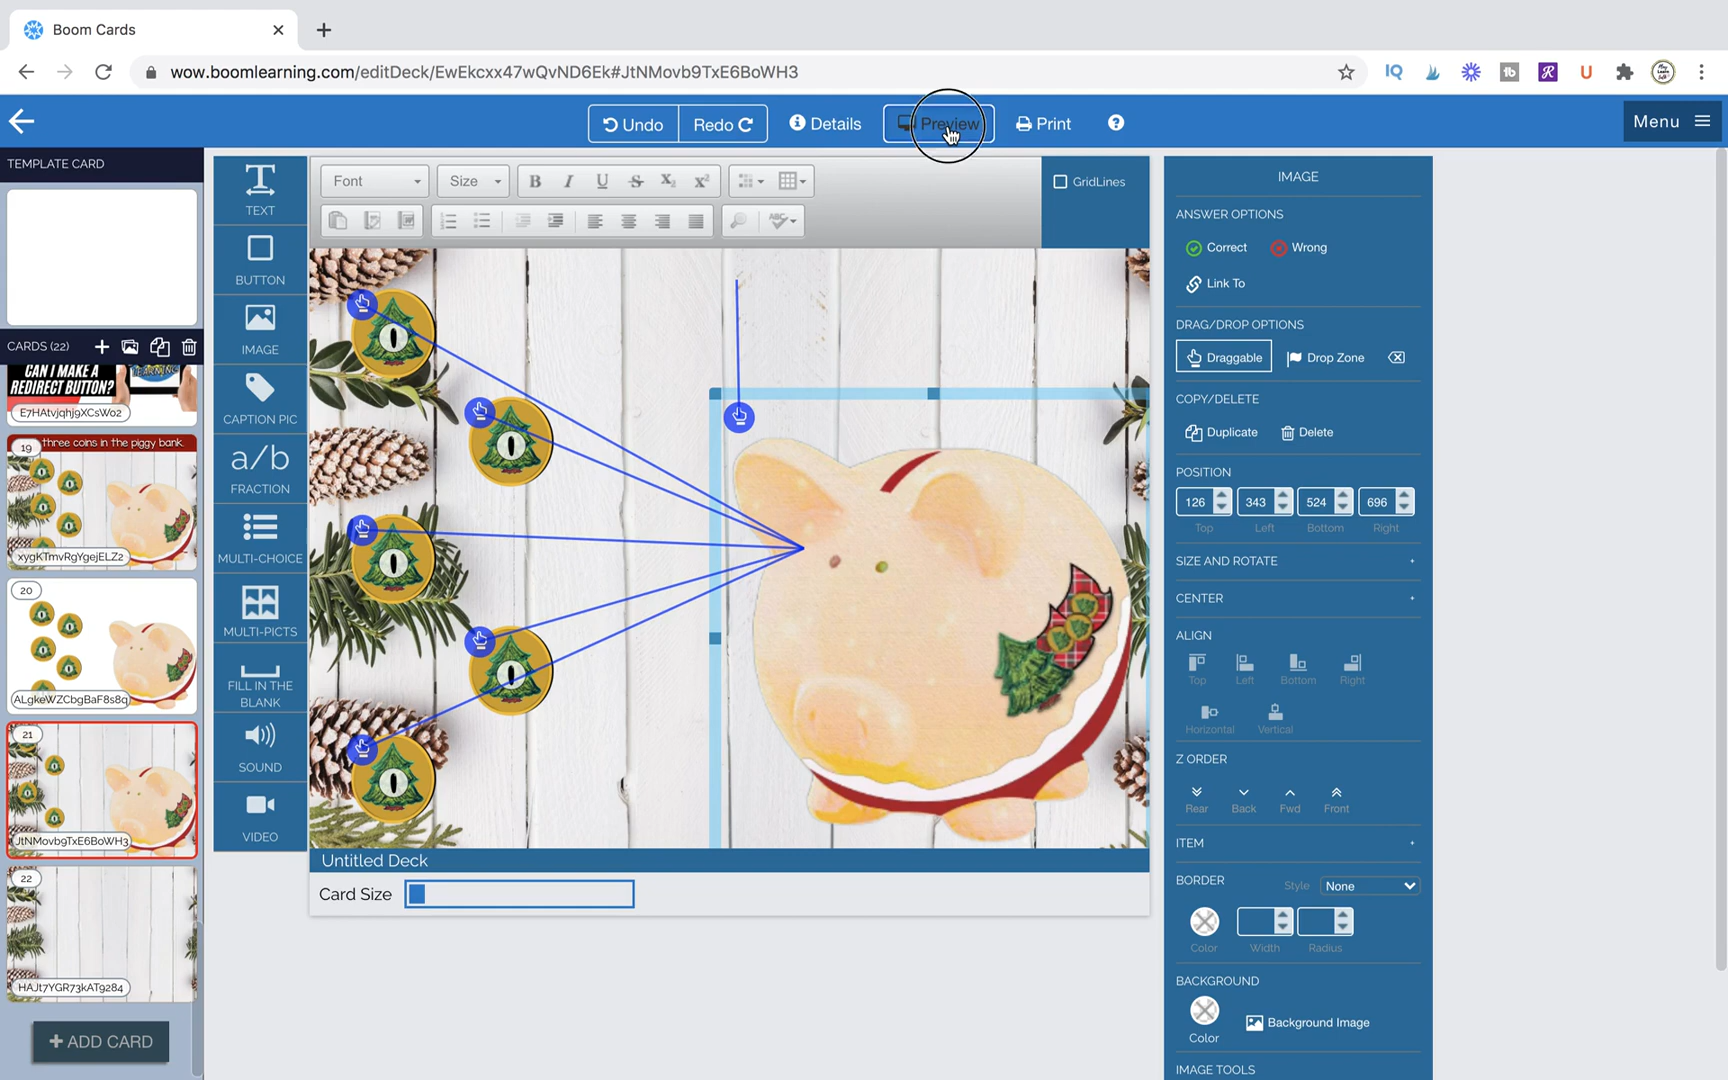 Boom Cards
wow.boomlearning.com/editDeck/EwEkcxx47wQvND6Ek#JtNMovb9TxE6BoWH3
IQ
tb
R
U
Undo
Redo
Details
Preview
Print
?
Menu
TEMPLATE CARD
CARDS (22)
CAN I MAKE A
REDIRECT BUTTON?
E7HAtvjqhj9XCsWo2
19
three coins in the piggy bank.
xygKTmvRgYgejELZ2
20
ALgkeWZCbgBaF8s8q
21
JtNMovb9TxE6BoWH3
22
HAJt7YGR73kAT9284
+ ADD CARD
TEXT
BUTTON
IMAGE
CAPTION PIC
a/b
FRACTION
MULTI-CHOICE
MULTI-PICTS
FILL IN THE
BLANK
SOUND
VIDEO
Font
Size
B I U S X₂ X²
ABC
GridLines
Untitled Deck
Card Size
IMAGE
ANSWER OPTIONS
Correct
Wrong
Link To
DRAG/DROP OPTIONS
Draggable
Drop Zone
COPY/DELETE
Duplicate
Delete
POSITION
126 343 524 696
Top Left Bottom Right
SIZE AND ROTATE +
CENTER +
ALIGN
Top Left Bottom Right
Horizontal Vertical
Z ORDER
Rear Back Fwd Front
ITEM +
BORDER
Style
None
Color Width Radius
BACKGROUND
Color
Background Image
IMAGE TOOLS